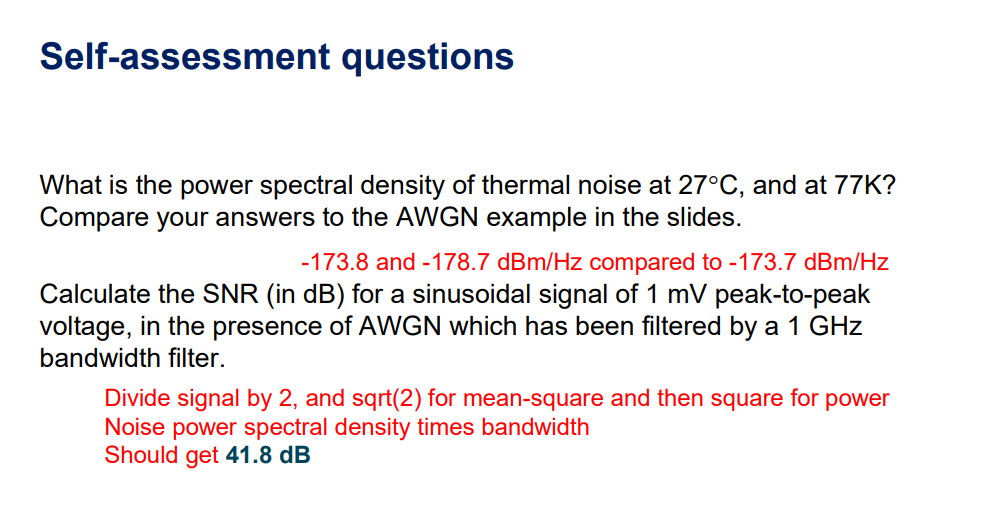 Self-assessment questions
What is the power spectral density of thermal noise at 27°C, and at 77K?
Compare your answers to the AWGN example in the slides.
-173.8 and -178.7 dBm/Hz compared to -173.7 dBm/Hz
Calculate the SNR (in dB) for a sinusoidal signal of 1 mV peak-to-peak
voltage, in the presence of AWGN which has been filtered by a 1 GHz
bandwidth filter.
Divide signal by 2, and sqrt(2) for mean-square and then square for power
Noise power spectral density times bandwidth
Should get 41.8 dB